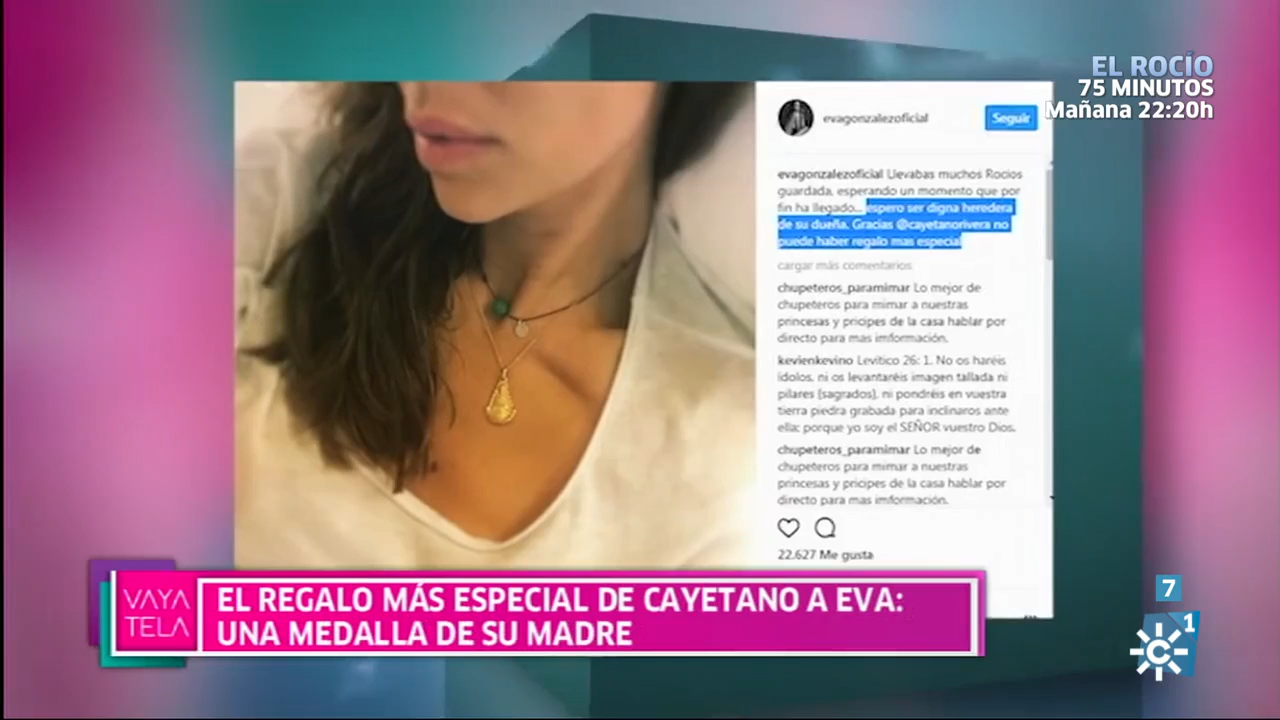 EL ROCÍO
75 MINUTOS
Mañana 22:20h
evagonzalezoficial
Seguir
evagonzalezoficial Llevabas muchos Rocios
guardada, esperando un momento que por
fin ha llegado... espero ser digna heredera
de su dueña. Gracias @cayetanorivera no
puede haber regalo mas especial
cargar más comentarios
chupeteros_paramimar Lo mejor de
chupeteros para mimar a nuestras
princesas y pricipes de la casa hablar por
directo para mas imformación.
kevienkevino Levítico 26: 1. No os haréis
ídolos, ni os levantaréis imagen tallada ni
pilares [sagrados], ni pondréis en vuestra
tierra piedra grabada para inclinaros ante
ella; porque yo soy el SEÑOR vuestro Dios.
chupeteros_paramimar Lo mejor de
chupeteros para mimar a nuestras
princesas y pricipes de la casa hablar por
directo para mas imformación.
22.627 Me gusta
VAYA
TELA
EL REGALO MÁS ESPECIAL DE CAYETANO A EVA:
UNA MEDALLA DE SU MADRE
7
1